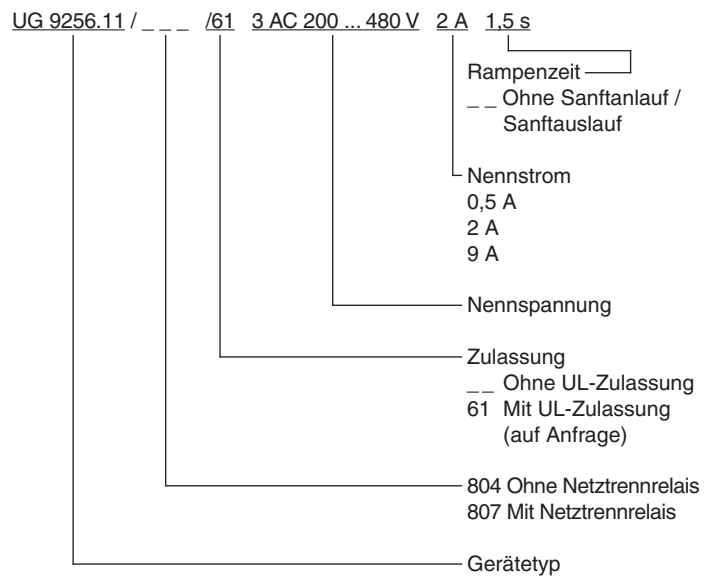 UG 9256.11 / _ _ _ /61 3 AC 200 ... 480 V 2 A 1,5 s
Rampenzeit
_ _ Ohne Sanftanlauf /
Sanftauslauf
Nennstrom
0,5 A
2 A
9 A
Nennspannung
Zulassung
_ _ Ohne UL-Zulassung
61 Mit UL-Zulassung
(auf Anfrage)
804 Ohne Netztrennrelais
807 Mit Netztrennrelais
Gerätetyp